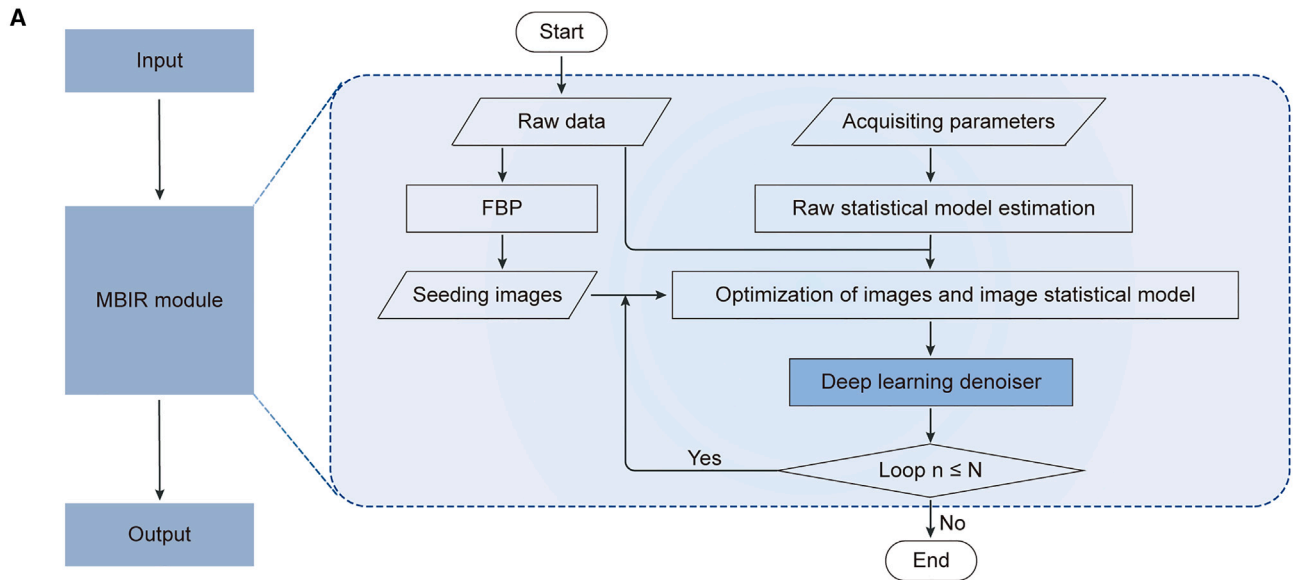 A
Input
MBIR module
Output
Start
Raw data
Acquisiting parameters
FBP
Raw statistical model estimation
Seeding images
Optimization of images and image statistical model
Deep learning denoiser
Yes
Loop n ≤ N
No
End